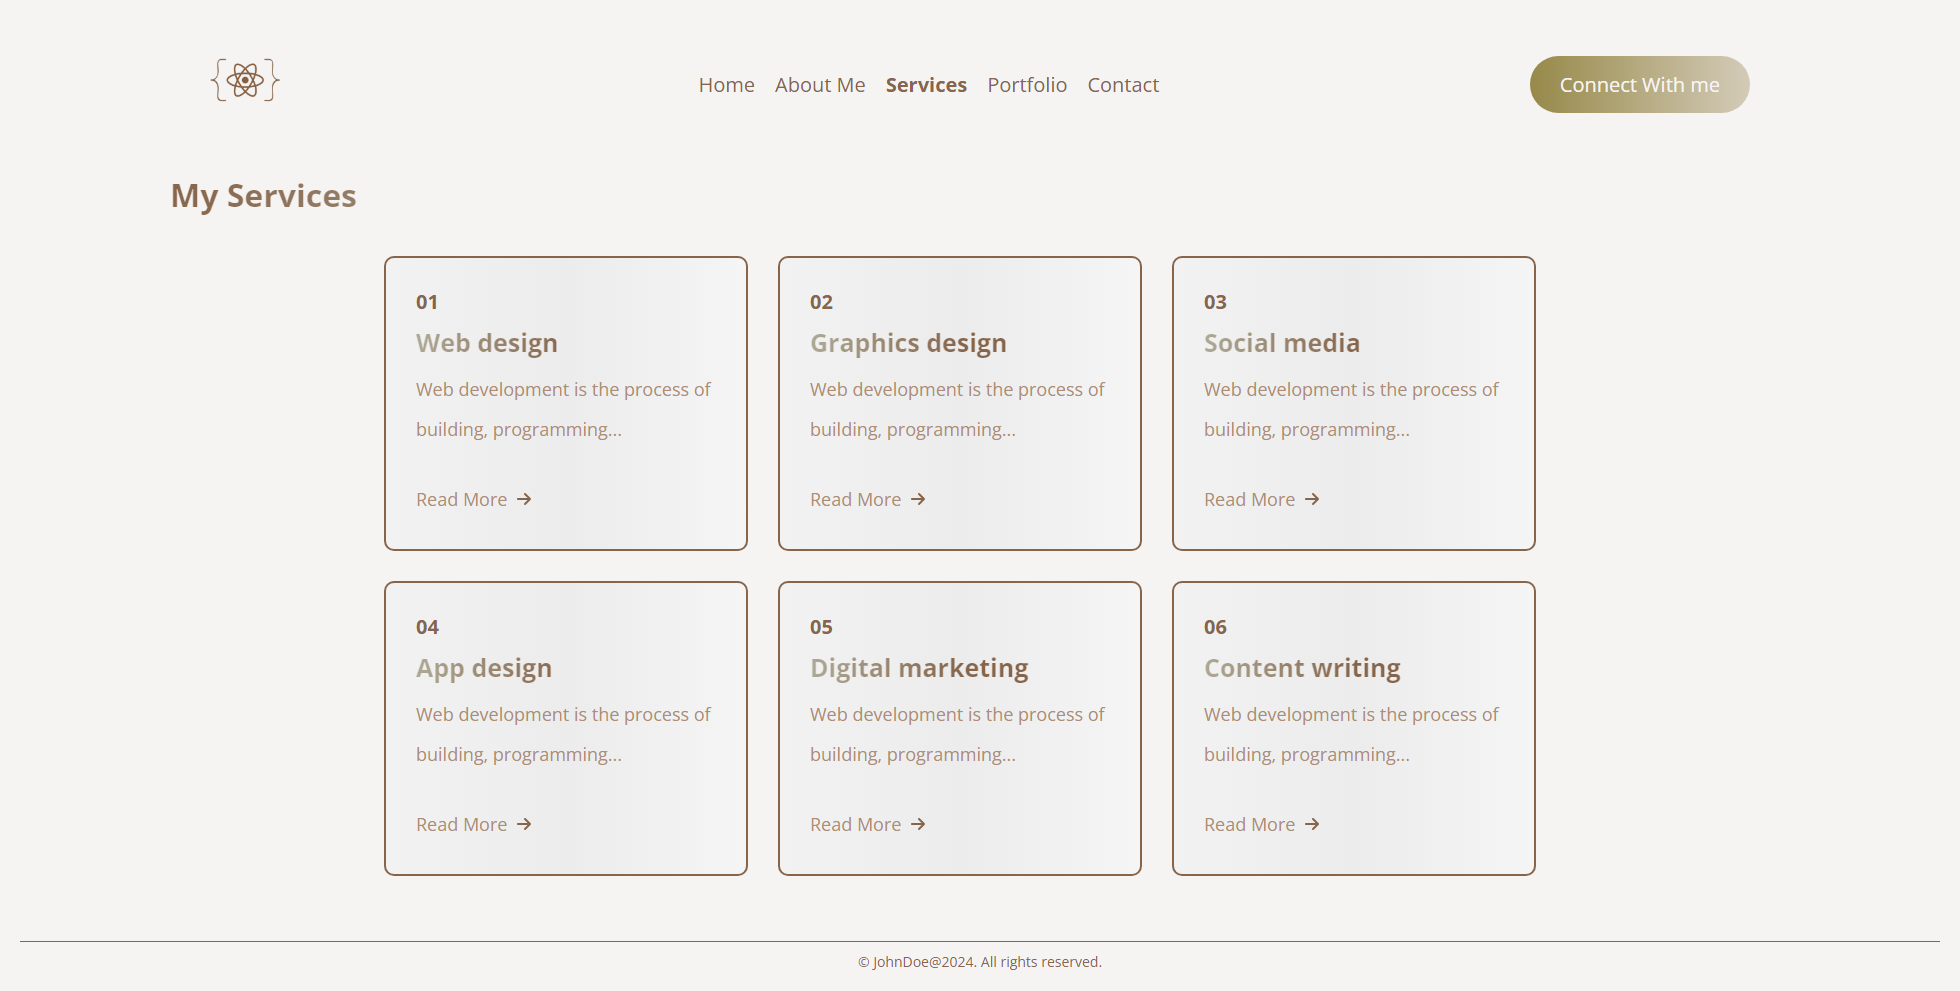 Home About Me Services Portfolio Contact Connect With me
My Services
01
Web design
Web development is the process of
building, programming...
Read More
02
Graphics design
Web development is the process of
building, programming...
Read More
03
Social media
Web development is the process of
building, programming...
Read More
04
App design
Web development is the process of
building, programming...
Read More
05
Digital marketing
Web development is the process of
building, programming...
Read More
06
Content writing
Web development is the process of
building, programming...
Read More
© JohnDoe@2024. All rights reserved.